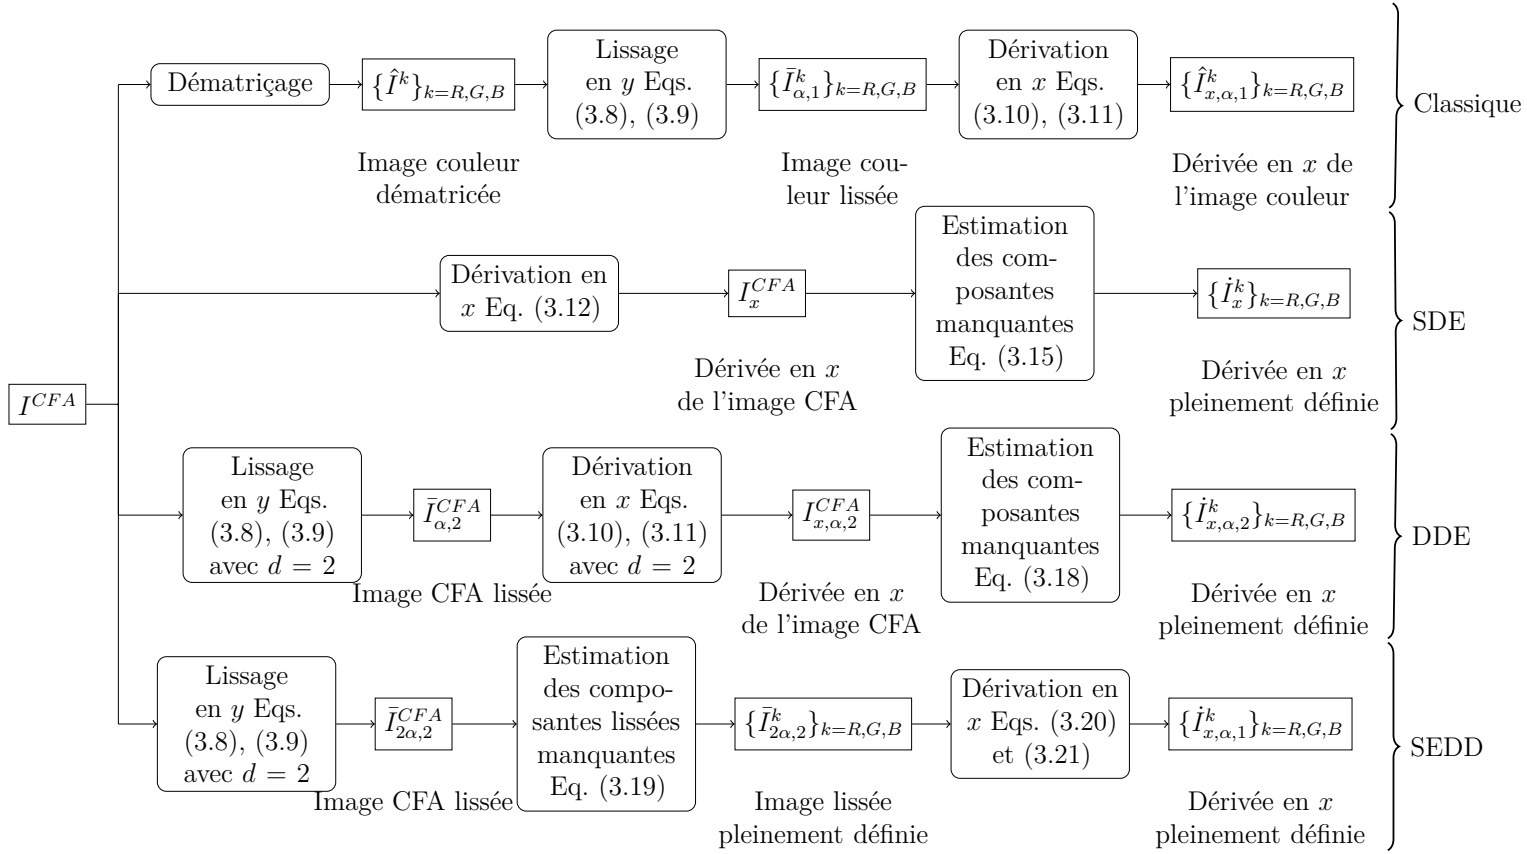 Dématriçage
{Î^k}_{k=R,G,B}
Lissage
en y Eqs.
(3.8), (3.9)
{Ī^k_{α,1}}_{k=R,G,B}
Dérivation
en x Eqs.
(3.10), (3.11)
{Î^k_{x,α,1}}_{k=R,G,B}
Classique
Image couleur
dématricée
Image cou-
leur lissée
Dérivée en x de
l'image couleur
Dérivation en
x Eq. (3.12)
I^{CFA}_x
Estimation
des com-
posantes
manquantes
Eq. (3.15)
{İ^k_x}_{k=R,G,B}
SDE
Dérivée en x
de l'image CFA
Dérivée en x
pleinement définie
I^{CFA}
Lissage
en y Eqs.
(3.8), (3.9)
avec d = 2
Ī^{CFA}_{α,2}
Dérivation
en x Eqs.
(3.10), (3.11)
avec d = 2
I^{CFA}_{x,α,2}
Estimation
des com-
posantes
manquantes
Eq. (3.18)
{İ^k_{x,α,2}}_{k=R,G,B}
DDE
Image CFA lissée
Dérivée en x
de l'image CFA
Dérivée en x
pleinement définie
Lissage
en y Eqs.
(3.8), (3.9)
avec d = 2
Ī^{CFA}_{2α,2}
Estimation
des compo-
santes lissées
manquantes
Eq. (3.19)
{Ī^k_{2α,2}}_{k=R,G,B}
Dérivation en
x Eqs. (3.20)
et (3.21)
{İ^k_{x,α,1}}_{k=R,G,B}
SEDD
Image CFA lissée
Image lissée
pleinement définie
Dérivée en x
pleinement définie